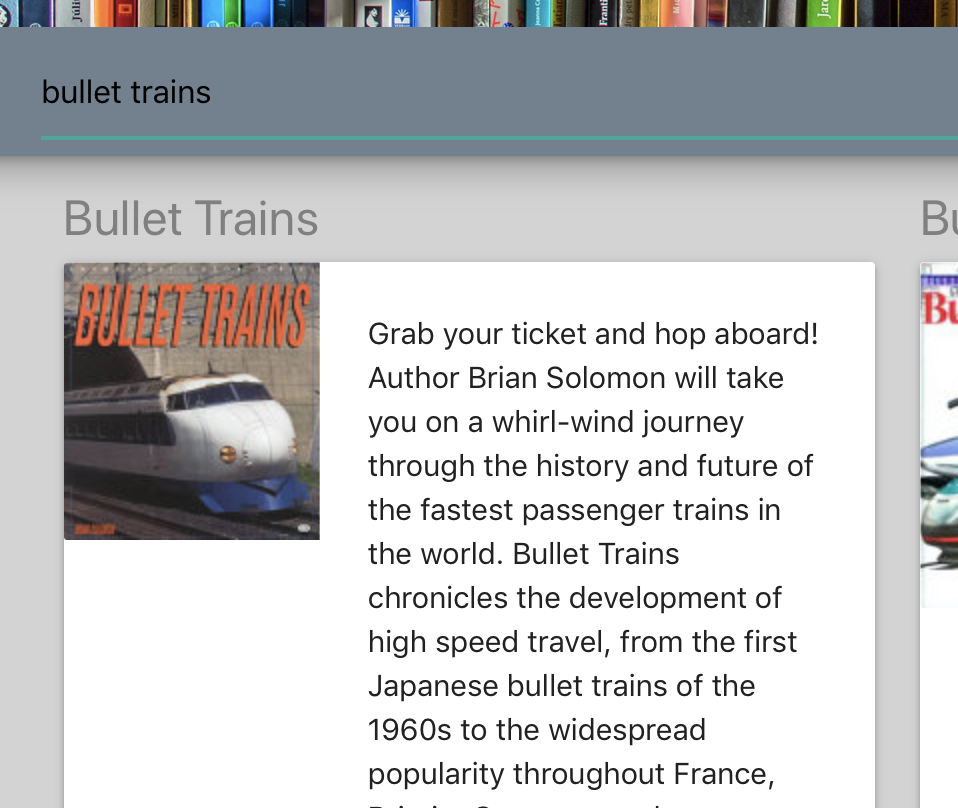 bullet trains
Bullet Trains
BULLET TRAINS
Grab your ticket and hop aboard!
Author Brian Solomon will take
you on a whirl-wind journey
through the history and future of
the fastest passenger trains in
the world. Bullet Trains
chronicles the development of
high speed travel, from the first
Japanese bullet trains of the
1960s to the widespread
popularity throughout France,